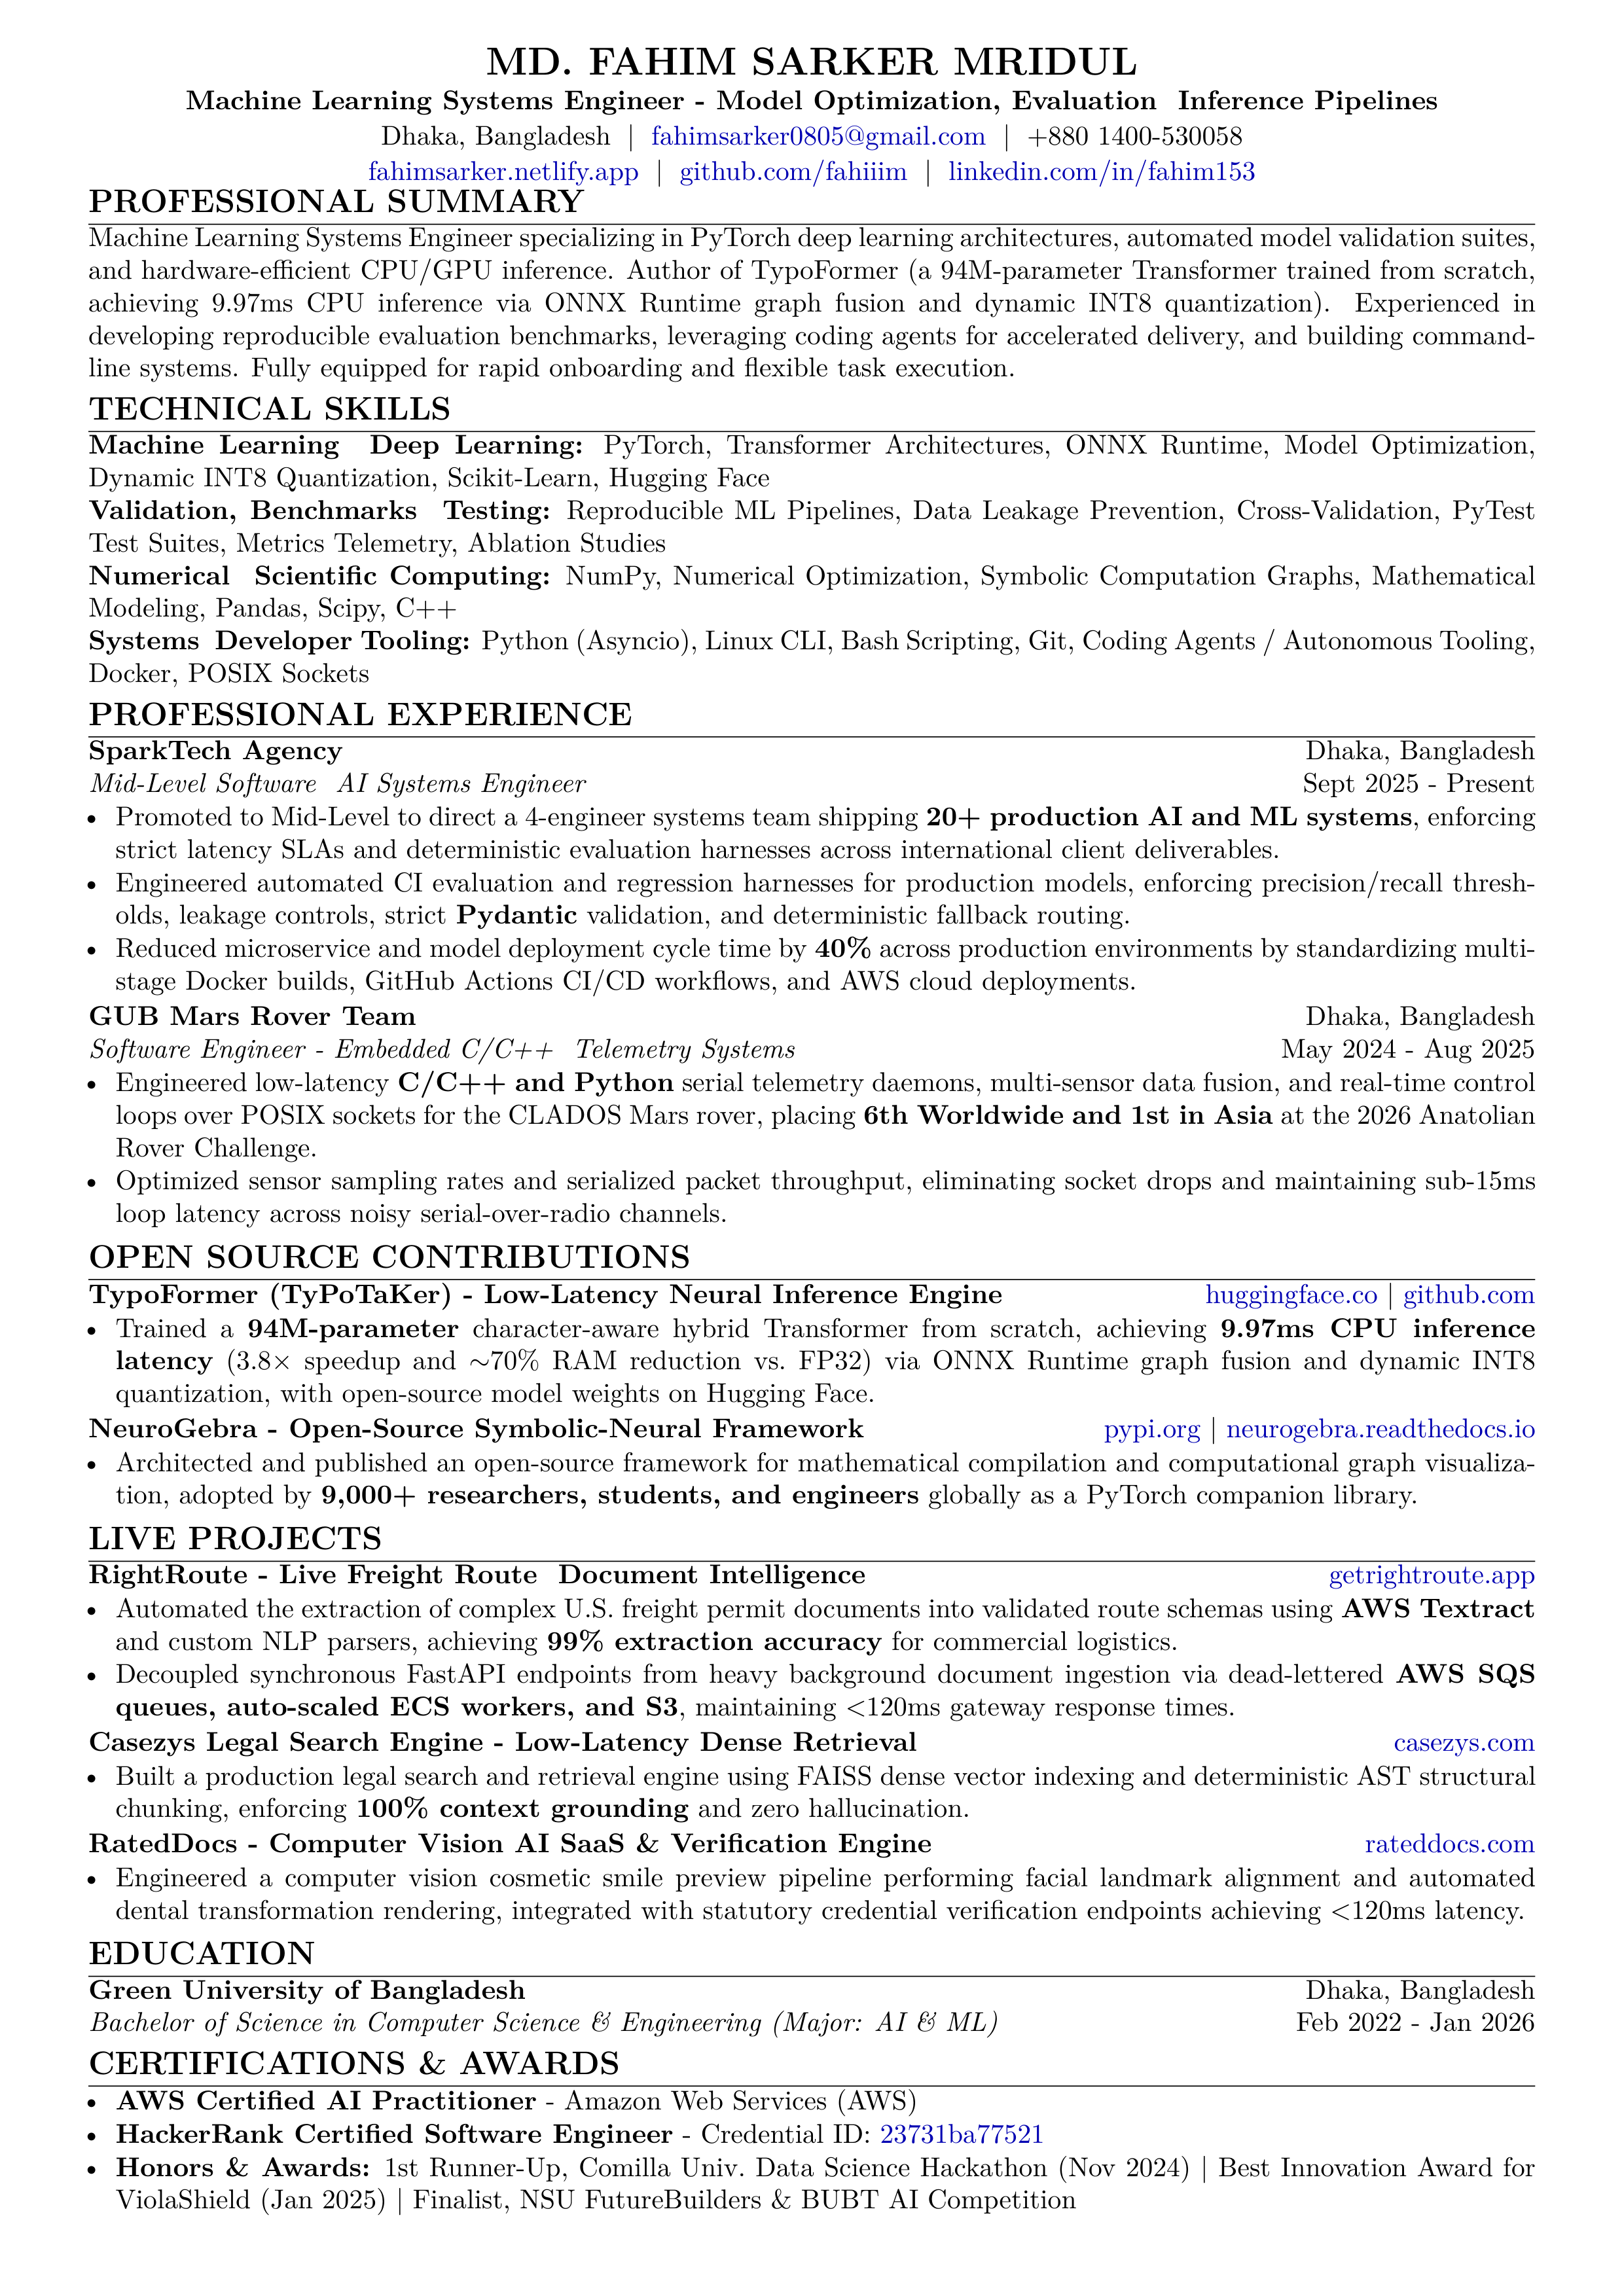 MD. FAHIM SARKER MRIDUL
Machine Learning Systems Engineer - Model Optimization, Evaluation Inference Pipelines
Dhaka, Bangladesh | fahimsarker0805@gmail.com | +880 1400-530058
fahimsarker.netlify.app | github.com/fahiiim | linkedin.com/in/fahim153
PROFESSIONAL SUMMARY
Machine Learning Systems Engineer specializing in PyTorch deep learning architectures, automated model validation suites,
and hardware-efficient CPU/GPU inference. Author of TypoFormer (a 94M-parameter Transformer trained from scratch,
achieving 9.97ms CPU inference via ONNX Runtime graph fusion and dynamic INT8 quantization). Experienced in
developing reproducible evaluation benchmarks, leveraging coding agents for accelerated delivery, and building command-
line systems. Fully equipped for rapid onboarding and flexible task execution.
TECHNICAL SKILLS
Machine Learning Deep Learning: PyTorch, Transformer Architectures, ONNX Runtime, Model Optimization,
Dynamic INT8 Quantization, Scikit-Learn, Hugging Face
Validation, Benchmarks Testing: Reproducible ML Pipelines, Data Leakage Prevention, Cross-Validation, PyTest
Test Suites, Metrics Telemetry, Ablation Studies
Numerical Scientific Computing: NumPy, Numerical Optimization, Symbolic Computation Graphs, Mathematical
Modeling, Pandas, Scipy, C++
Systems Developer Tooling: Python (Asyncio), Linux CLI, Bash Scripting, Git, Coding Agents / Autonomous Tooling,
Docker, POSIX Sockets
PROFESSIONAL EXPERIENCE
SparkTech Agency Dhaka, Bangladesh
Mid-Level Software AI Systems Engineer Sept 2025 - Present
• Promoted to Mid-Level to direct a 4-engineer systems team shipping 20+ production AI and ML systems, enforcing
strict latency SLAs and deterministic evaluation harnesses across international client deliverables.
• Engineered automated CI evaluation and regression harnesses for production models, enforcing precision/recall thresh-
olds, leakage controls, strict Pydantic validation, and deterministic fallback routing.
• Reduced microservice and model deployment cycle time by 40% across production environments by standardizing multi-
stage Docker builds, GitHub Actions CI/CD workflows, and AWS cloud deployments.
GUB Mars Rover Team Dhaka, Bangladesh
Software Engineer - Embedded C/C++ Telemetry Systems May 2024 - Aug 2025
• Engineered low-latency C/C++ and Python serial telemetry daemons, multi-sensor data fusion, and real-time control
loops over POSIX sockets for the CLADOS Mars rover, placing 6th Worldwide and 1st in Asia at the 2026 Anatolian
Rover Challenge.
• Optimized sensor sampling rates and serialized packet throughput, eliminating socket drops and maintaining sub-15ms
loop latency across noisy serial-over-radio channels.
OPEN SOURCE CONTRIBUTIONS
TypoFormer (TyPoTaKer) - Low-Latency Neural Inference Engine huggingface.co | github.com
• Trained a 94M-parameter character-aware hybrid Transformer from scratch, achieving 9.97ms CPU inference
latency (3.8× speedup and ∼70% RAM reduction vs. FP32) via ONNX Runtime graph fusion and dynamic INT8
quantization, with open-source model weights on Hugging Face.
NeuroGebra - Open-Source Symbolic-Neural Framework pypi.org | neurogebra.readthedocs.io
• Architected and published an open-source framework for mathematical compilation and computational graph visualiza-
tion, adopted by 9,000+ researchers, students, and engineers globally as a PyTorch companion library.
LIVE PROJECTS
RightRoute - Live Freight Route Document Intelligence getrightroute.app
• Automated the extraction of complex U.S. freight permit documents into validated route schemas using AWS Textract
and custom NLP parsers, achieving 99% extraction accuracy for commercial logistics.
• Decoupled synchronous FastAPI endpoints from heavy background document ingestion via dead-lettered AWS SQS
queues, auto-scaled ECS workers, and S3, maintaining <120ms gateway response times.
Casezys Legal Search Engine - Low-Latency Dense Retrieval casezys.com
• Built a production legal search and retrieval engine using FAISS dense vector indexing and deterministic AST structural
chunking, enforcing 100% context grounding and zero hallucination.
RatedDocs - Computer Vision AI SaaS & Verification Engine rateddocs.com
• Engineered a computer vision cosmetic smile preview pipeline performing facial landmark alignment and automated
dental transformation rendering, integrated with statutory credential verification endpoints achieving <120ms latency.
EDUCATION
Green University of Bangladesh Dhaka, Bangladesh
Bachelor of Science in Computer Science & Engineering (Major: AI & ML) Feb 2022 - Jan 2026
CERTIFICATIONS & AWARDS
• AWS Certified AI Practitioner - Amazon Web Services (AWS)
• HackerRank Certified Software Engineer - Credential ID: 23731ba77521
• Honors & Awards: 1st Runner-Up, Comilla Univ. Data Science Hackathon (Nov 2024) | Best Innovation Award for
ViolaShield (Jan 2025) | Finalist, NSU FutureBuilders & BUBT AI Competition